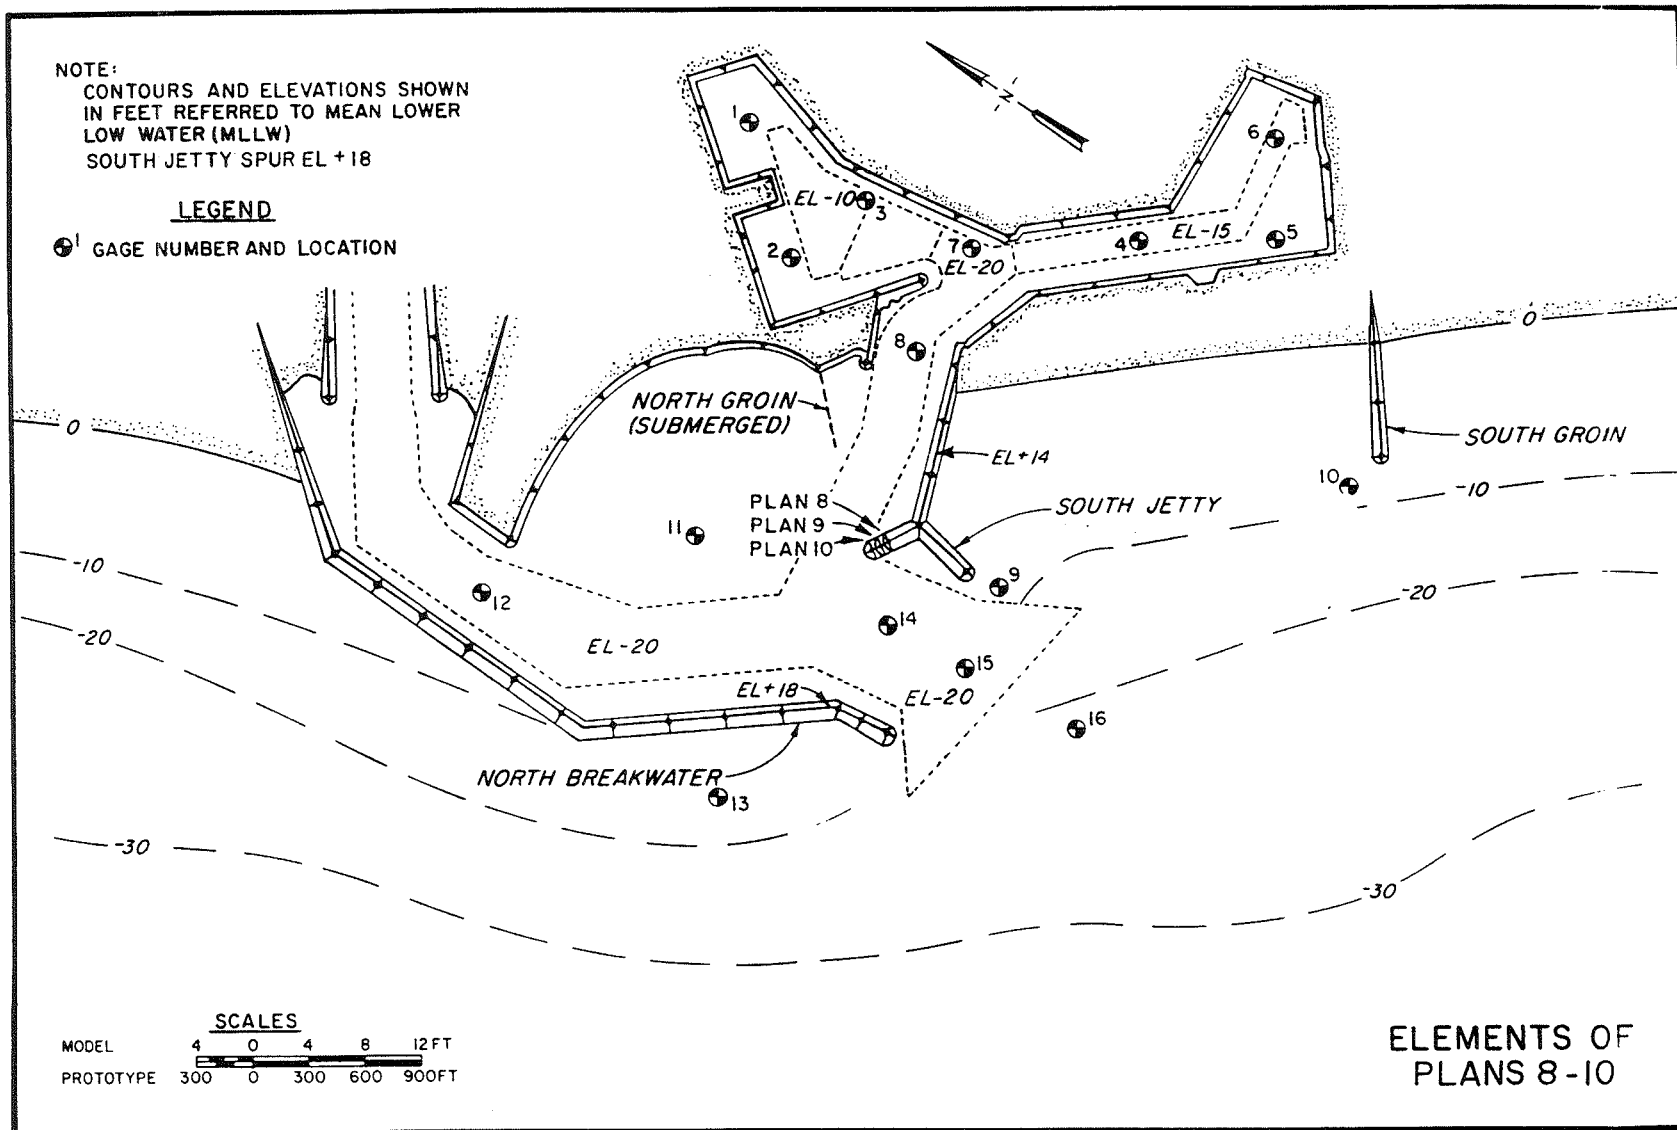 NOTE:
CONTOURS AND ELEVATIONS SHOWN
IN FEET REFERRED TO MEAN LOWER
LOW WATER (MLLW)
SOUTH JETTY SPUR EL +18
LEGEND
1 GAGE NUMBER AND LOCATION
N
1
2
EL-10
3
7
EL-20
4
EL-15
5
6
8
0
0
NORTH GROIN
(SUBMERGED)
EL+14
SOUTH GROIN
10
-10
PLAN 8
PLAN 9
PLAN 10
SOUTH JETTY
11
9
-10
12
-20
-20
14
EL-20
15
EL+18
EL-20
16
NORTH BREAKWATER
13
-30
-30
SCALES
MODEL 4 0 4 8 12 FT
PROTOTYPE 300 0 300 600 900FT
ELEMENTS OF
PLANS 8-10